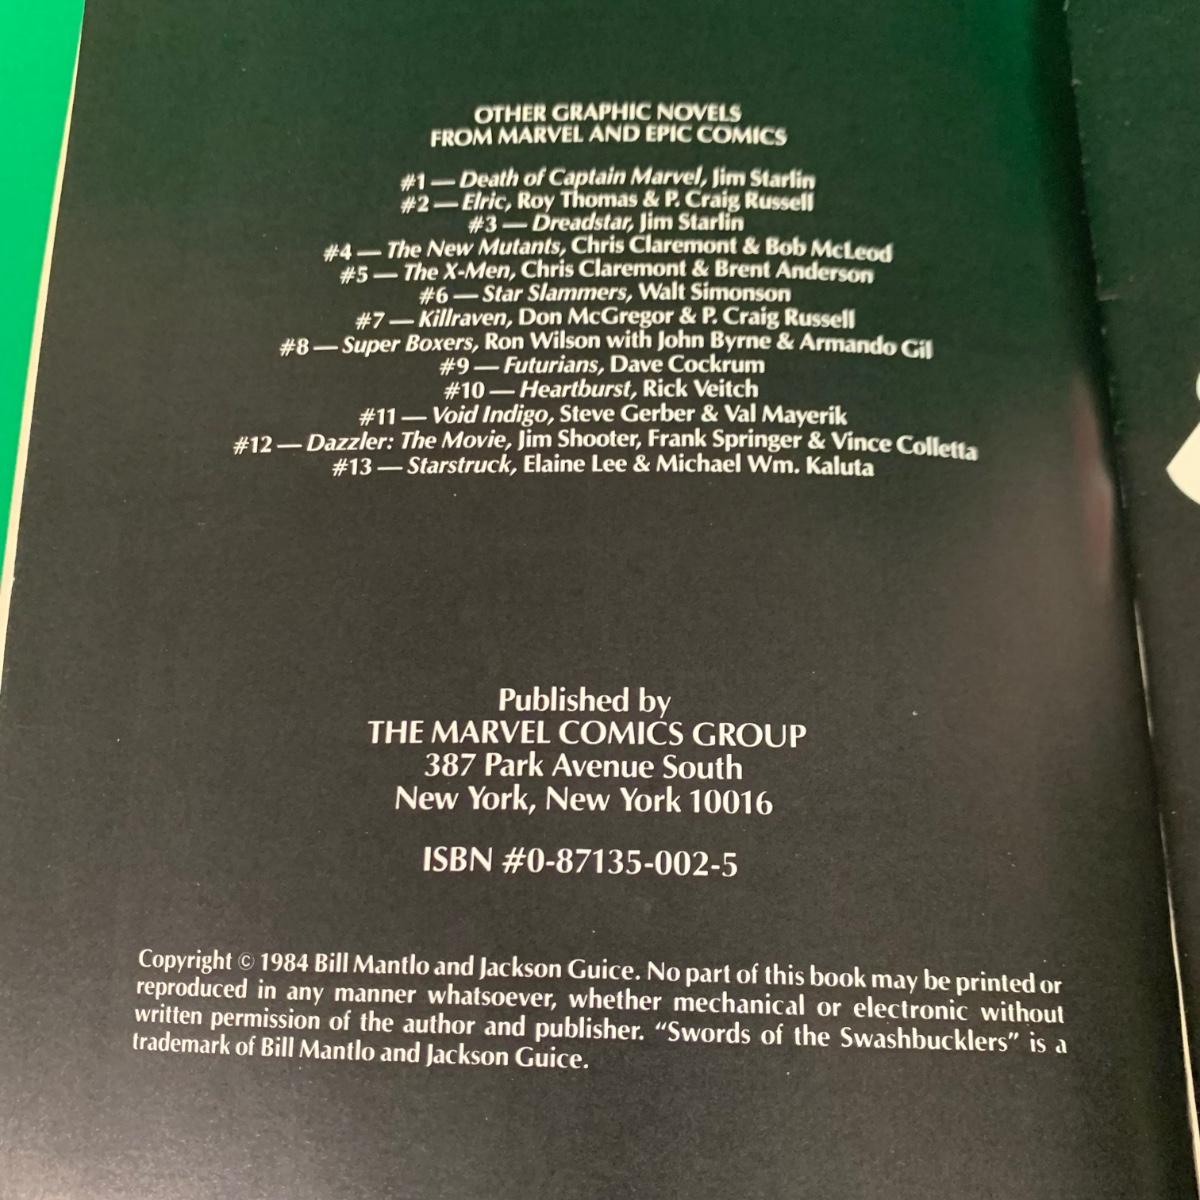 OTHER GRAPHIC NOVELS
FROM MARVEL AND EPIC COMICS
#1 — Death of Captain Marvel, Jim Starlin
#2 — Elric, Roy Thomas & P. Craig Russell
#3 — Dreadstar, Jim Starlin
#4 — The New Mutants, Chris Claremont & Bob McLeod
#5 — The X-Men, Chris Claremont & Brent Anderson
#6 — Star Slammers, Walt Simonson
#7 — Killraven, Don McGregor & P. Craig Russell
#8 — Super Boxers, Ron Wilson with John Byrne & Armando Gil
#9 — Futurians, Dave Cockrum
#10 — Heartburst, Rick Veitch
#11 — Void Indigo, Steve Gerber & Val Mayerik
#12 — Dazzler: The Movie, Jim Shooter, Frank Springer & Vince Colletta
#13 — Starstruck, Elaine Lee & Michael Wm. Kaluta
Published by
THE MARVEL COMICS GROUP
387 Park Avenue South
New York, New York 10016
ISBN #0-87135-002-5
Copyright © 1984 Bill Mantlo and Jackson Guice. No part of this book may be printed or
reproduced in any manner whatsoever, whether mechanical or electronic without
written permission of the author and publisher. “Swords of the Swashbucklers” is a
trademark of Bill Mantlo and Jackson Guice.